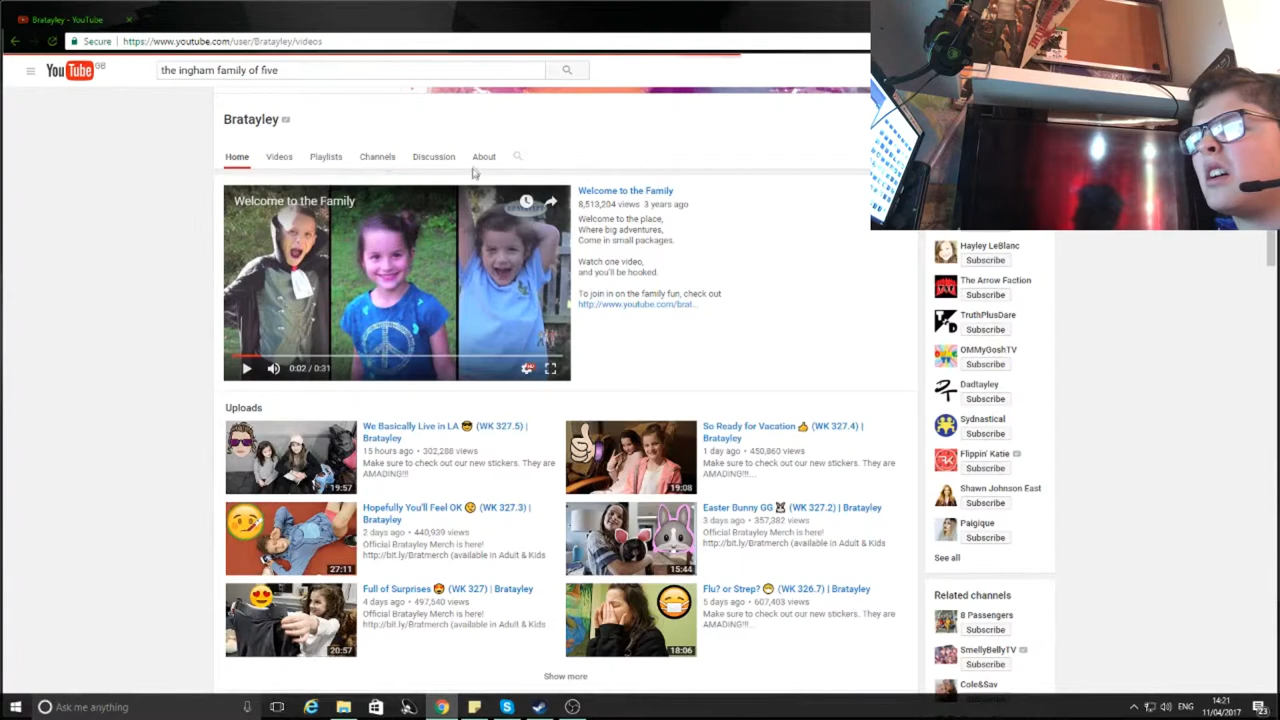 Bratayley - YouTube
Secure https://www.youtube.com/user/Bratayley/videos
YouTube GB
the ingham family of five
Bratayley
Home Videos Playlists Channels Discussion About
Welcome to the Family
0:02 / 0:31
Welcome to the Family
8,513,204 views 3 years ago
Welcome to the place,
Where big adventures,
Come in small packages.
Watch one video,
and you'll be hooked.
To join in on the family fun, check out
http://www.youtube.com/brat...
Uploads
19:57
We Basically Live in LA 😎 (WK 327.5) |
Bratayley
15 hours ago • 302,288 views
Make sure to check out our new stickers. They are
AMADING!!!...
19:08
So Ready for Vacation 👍 (WK 327.4) |
Bratayley
1 day ago • 450,860 views
Make sure to check out our new stickers. They are
AMADING!!!...
27:11
Hopefully You'll Feel OK 🤒 (WK 327.3) |
Bratayley
2 days ago • 440,939 views
Official Bratayley Merch is here!
http://bit.ly/Bratmerch (available in Adult & Kids
15:44
Easter Bunny GG 🐰 (WK 327.2) | Bratayley
3 days ago • 357,382 views
Official Bratayley Merch is here!
http://bit.ly/Bratmerch (available in Adult & Kids
20:57
Full of Surprises 😍 (WK 327) | Bratayley
4 days ago • 497,540 views
Official Bratayley Merch is here!
http://bit.ly/Bratmerch (available in Adult & Kids
18:06
Flu? or Strep? 😷 (WK 326.7) | Bratayley
5 days ago • 607,403 views
Make sure to check out our new stickers. They are
AMADING!!!...
Show more
Hayley LeBlanc
Subscribe
The Arrow Faction
Subscribe
TruthPlusDare
Subscribe
OMMyGoshTV
Subscribe
Dadtayley
Subscribe
Sydnastical
Subscribe
Flippin' Katie
Subscribe
Shawn Johnson East
Subscribe
Paigique
Subscribe
See all
Related channels
8 Passengers
Subscribe
SmellyBellyTV
Subscribe
Cole&Sav
Subscribe
Ask me anything
ENG
14:21
11/04/2017
23